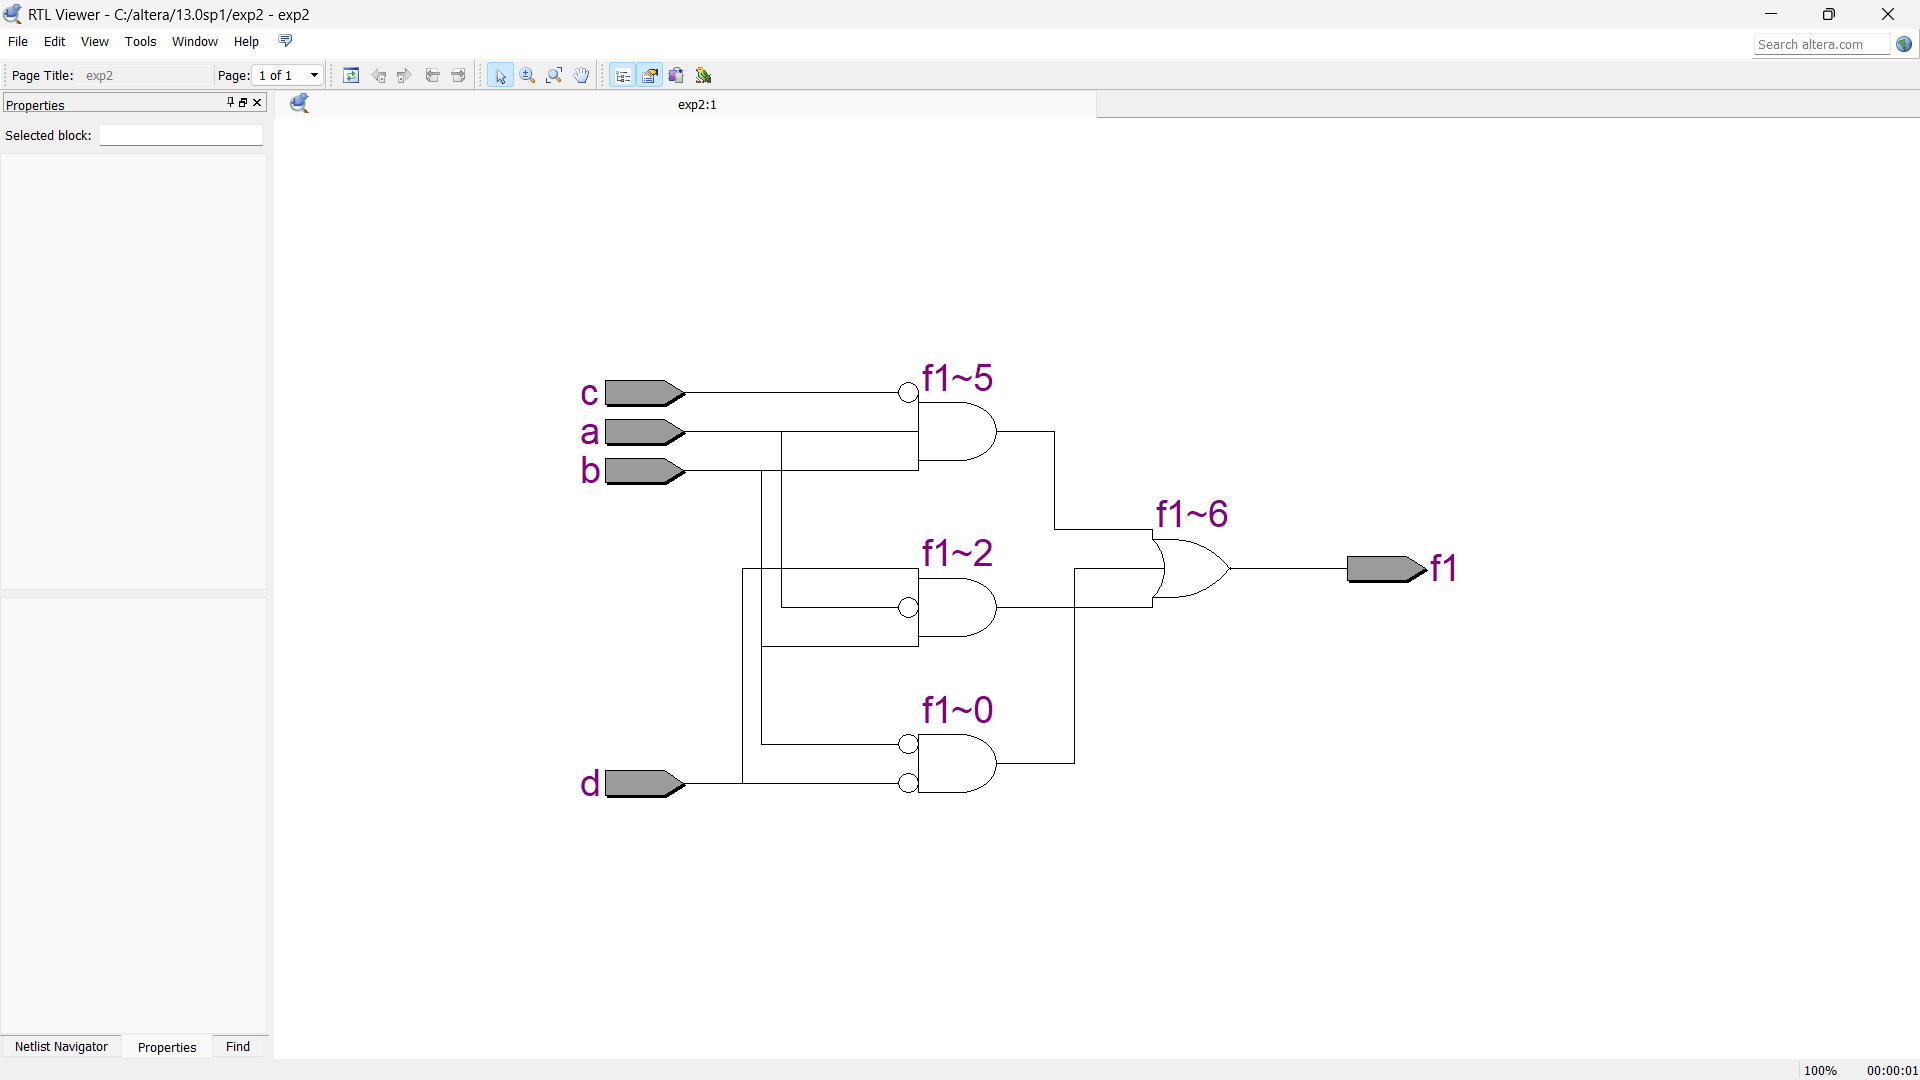 RTL Viewer - C:/altera/13.0sp1/exp2 - exp2
File Edit View Tools Window Help
Search altera.com
Page Title: exp2 Page: 1 of 1
Properties
exp2:1
Selected block:
f1~5
c
a
b
f1~6
f1~2
f1
f1~0
d
Netlist Navigator Properties Find
100% 00:00:01